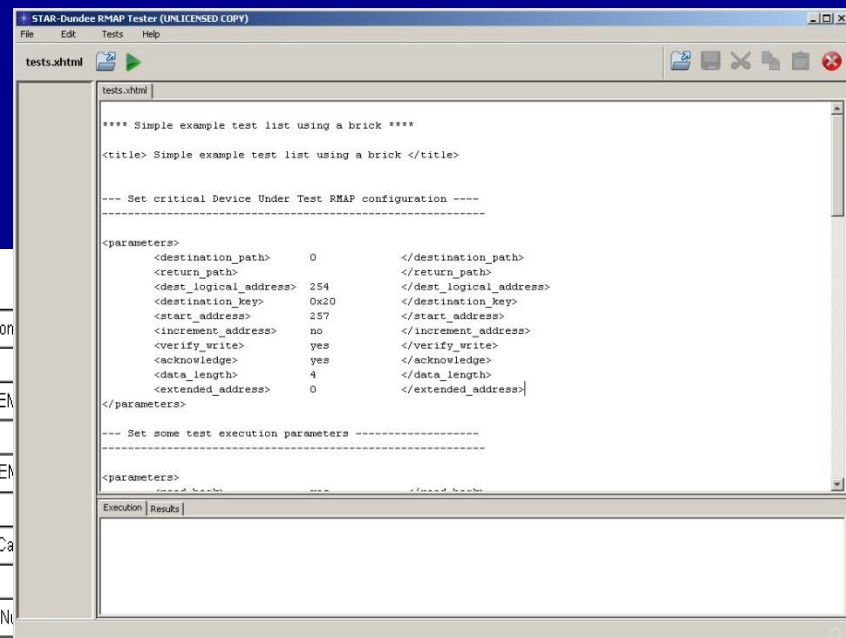 STAR-Dundee RMAP Tester (UNLICENSED COPY)
File Edit Tests Help
tests.xhtml
tests.xhtml
**** Simple example test list using a brick ****
<title> Simple example test list using a brick </title>
--- Set critical Device Under Test RMAP configuration ----
-----------------------------------------------------------
<parameters>
<destination_path> 0 </destination_path>
<return_path> </return_path>
<dest_logical_address> 254 </dest_logical_address>
<destination_key> 0x20 </destination_key>
<start_address> 257 </start_address>
<increment_address> no </increment_address>
<verify_write> yes </verify_write>
<acknowledge> yes </acknowledge>
<data_length> 4 </data_length>
<extended_address> 0 </extended_address>
</parameters>
--- Set some test execution parameters -------------------
-----------------------------------------------------------
<parameters>
Execution Results